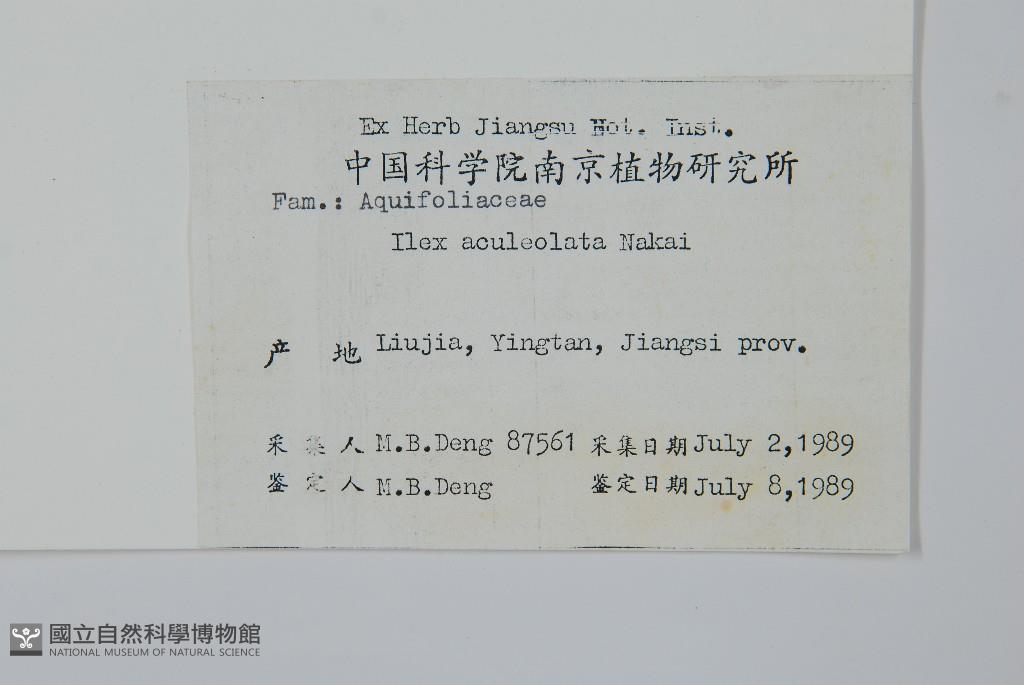 Ex Herb Jiangsu Hot. Inst.
中国科学院南京植物研究所
Fam.: Aquifoliaceae
Ilex aculeolata Nakai
产 地 Liujia, Yingtan, Jiangsi prov.
采 集 人 M.B.Deng 87561 采集日期 July 2,1989
鉴 定 人 M.B.Deng 鉴定日期 July 8,1989
國立自然科學博物館
NATIONAL MUSEUM OF NATURAL SCIENCE